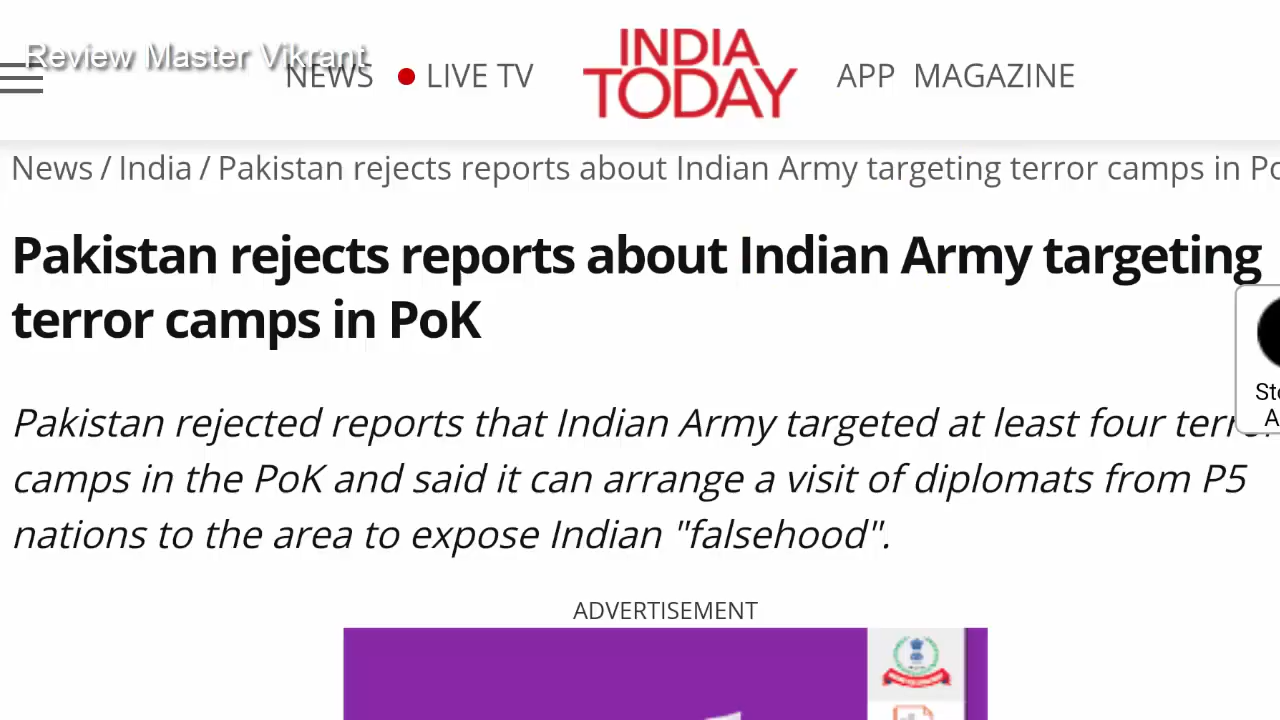 Review Master Vikrant
NEWS LIVE TV INDIA TODAY APP MAGAZINE
News / India / Pakistan rejects reports about Indian Army targeting terror camps in
Pakistan rejects reports about Indian Army targeting
terror camps in PoK
Pakistan rejected reports that Indian Army targeted at least four terror
camps in the PoK and said it can arrange a visit of diplomats from P5
nations to the area to expose Indian "falsehood".
ADVERTISEMENT